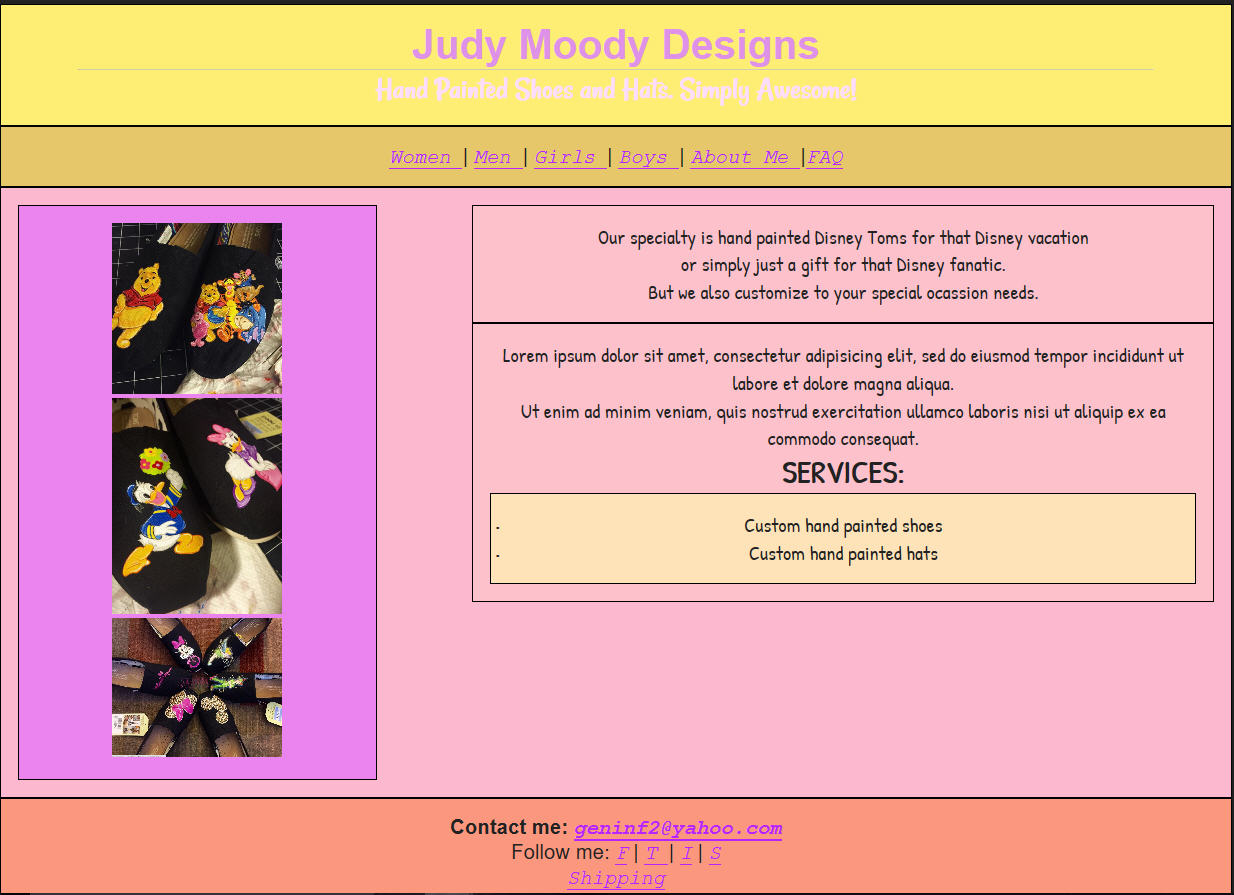 Judy Moody Designs
Hand Painted Shoes and Hats. Simply Awesome!
Women | Men | Girls | Boys | About Me |FAQ
Our specialty is hand painted Disney Toms for that Disney vacation
or simply just a gift for that Disney fanatic.
But we also customize to your special ocassion needs.
Lorem ipsum dolor sit amet, consectetur adipisicing elit, sed do eiusmod tempor incididunt ut
labore et dolore magna aliqua.
Ut enim ad minim veniam, quis nostrud exercitation ullamco laboris nisi ut aliquip ex ea
commodo consequat.
SERVICES:
· Custom hand painted shoes
· Custom hand painted hats
Contact me: geninf2@yahoo.com
Follow me: F | T | I | S
Shipping